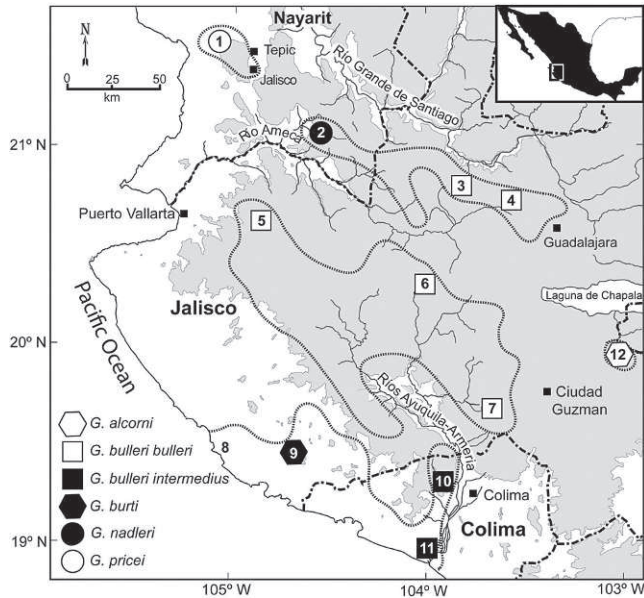 Nayarit
N
1
Tepic
Jalisco
0 25 50
km
Río Grande de Santiago
21° N
Río Ameca
2
3
4
Puerto Vallarta
5
Guadalajara
6
Laguna de Chapala
Pacific Ocean
Jalisco
20° N
12
Ríos Ayuquila-Armería
7
Ciudad
Guzman
G. alcorni
G. bulleri bulleri
G. bulleri intermedius
G. burti
G. nadleri
G. pricei
8
9
10
Colima
Colima
11
19° N
105° W
104° W
103° W